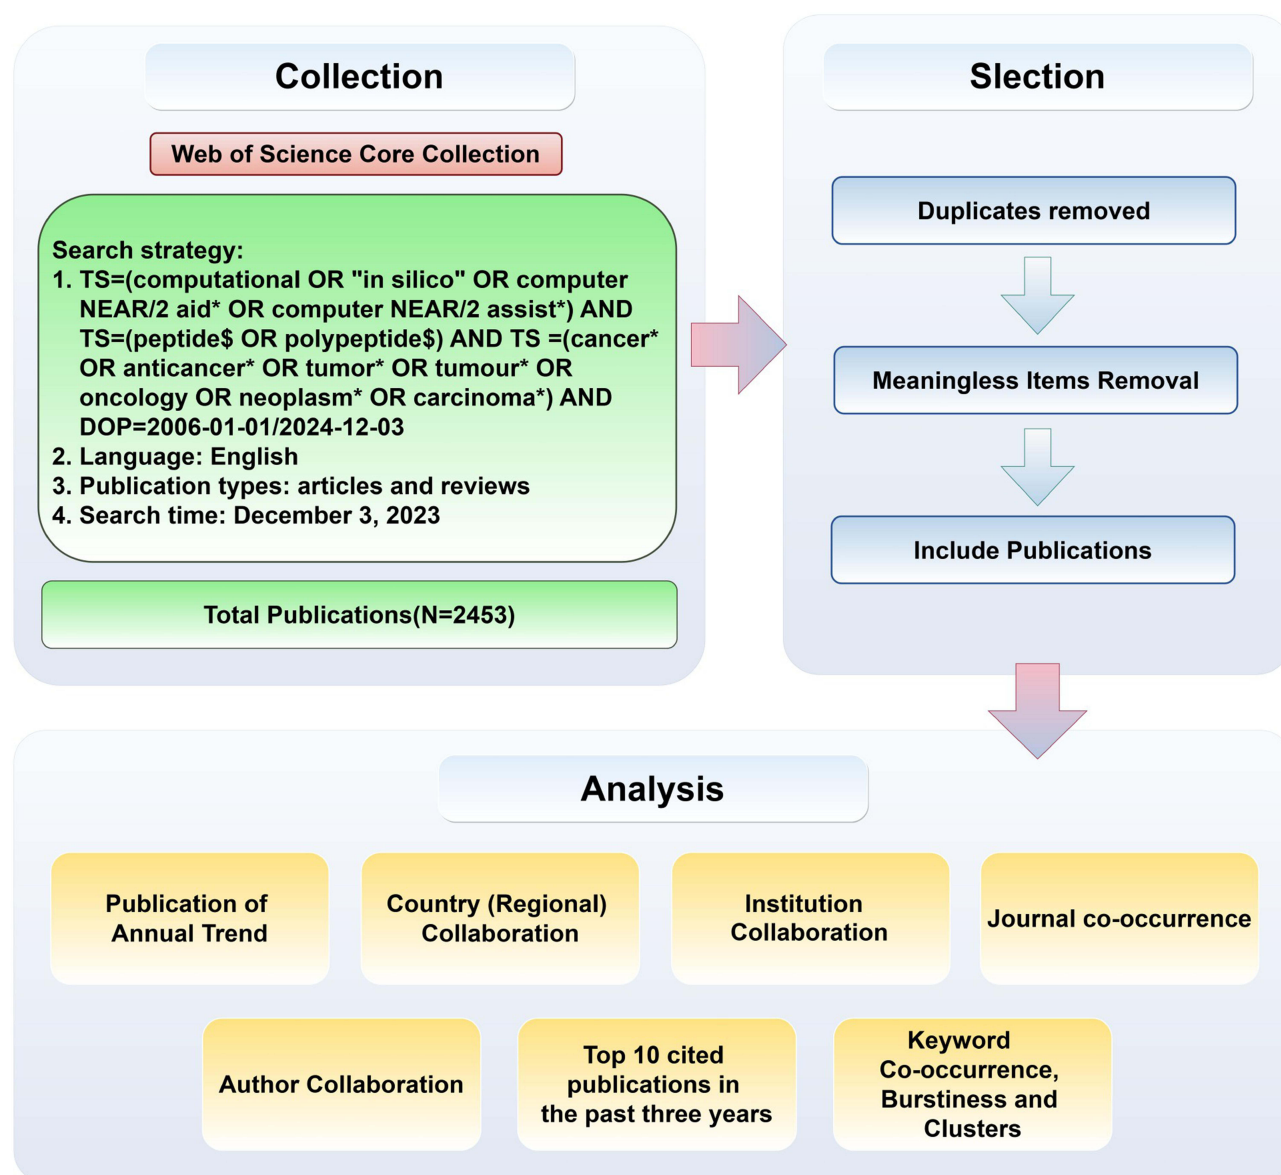 Collection
Web of Science Core Collection
Search strategy:
1. TS=(computational OR "in silico" OR computer
NEAR/2 aid* OR computer NEAR/2 assist*) AND
TS=(peptide$ OR polypeptide$) AND TS =(cancer*
OR anticancer* OR tumor* OR tumour* OR
oncology OR neoplasm* OR carcinoma*) AND
DOP=2006-01-01/2024-12-03
2. Language: English
3. Publication types: articles and reviews
4. Search time: December 3, 2023
Total Publications(N=2453)
Slection
Duplicates removed
Meaningless Items Removal
Include Publications
Analysis
Publication of
Annual Trend
Country (Regional)
Collaboration
Institution
Collaboration
Journal co-occurrence
Author Collaboration
Top 10 cited
publications in
the past three years
Keyword
Co-occurrence,
Burstiness and
Clusters